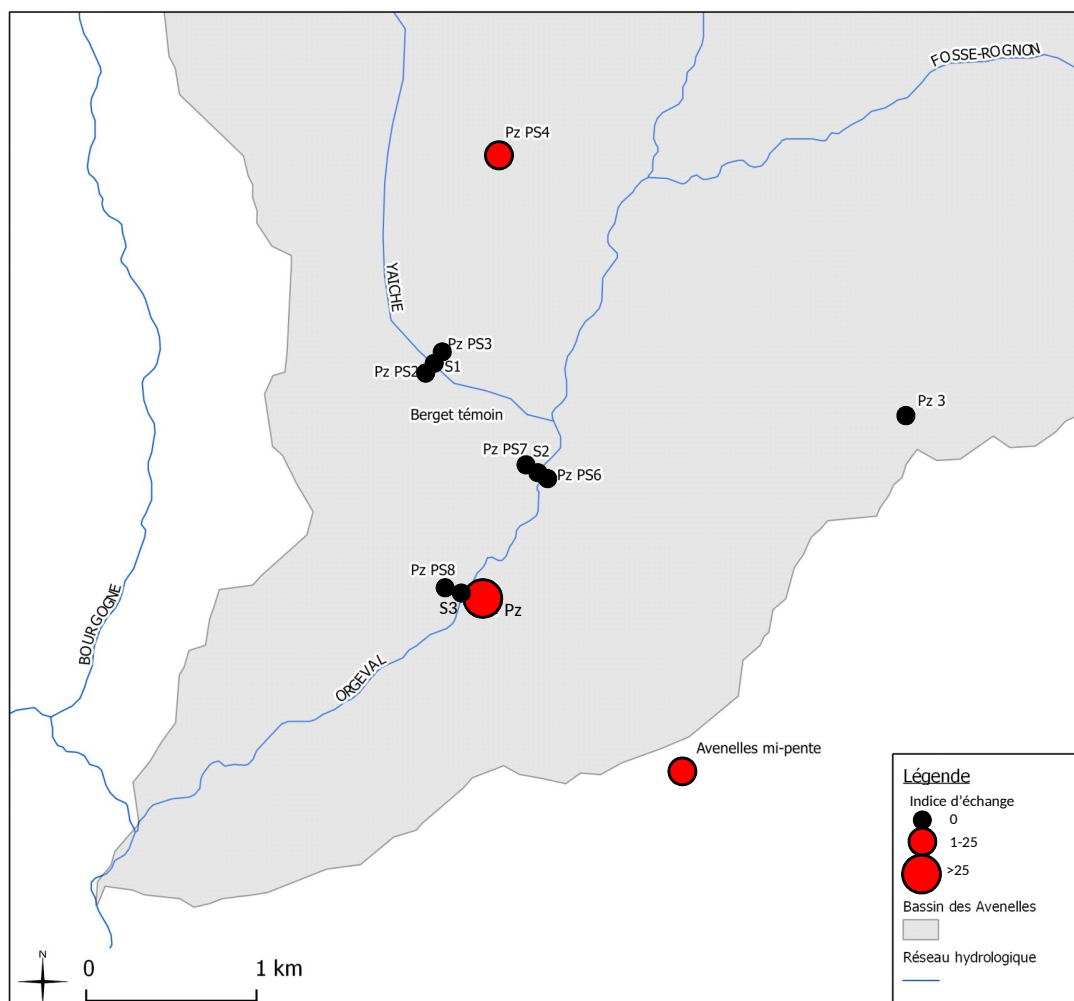 FOSSE-ROGNON
Pz PS4
YAICHE
Pz PS3
S1
Pz PS2
Pz 3
Berget témoin
Pz PS7
S2
Pz PS6
Pz PS8
S3
Pz
BOURGOGNE
ORGEVAL
Avenelles mi-pente
Légende
Indice d'échange
0
1-25
>25
Bassin des Avenelles
Réseau hydrologique
N
0
1 km